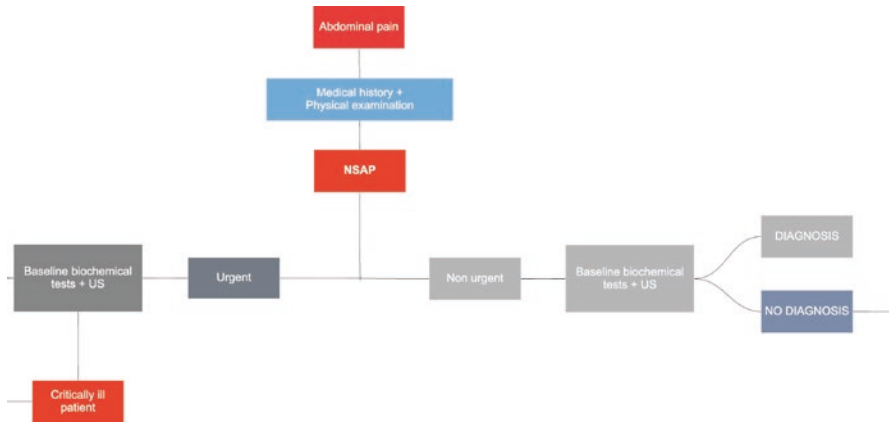 Abdominal pain
Medical history +
Physical examination
NSAP
Baseline biochemical
tests + US
Urgent
Non urgent
Baseline biochemical
tests + US
DIAGNOSIS
NO DIAGNOSIS
Critically ill
patient